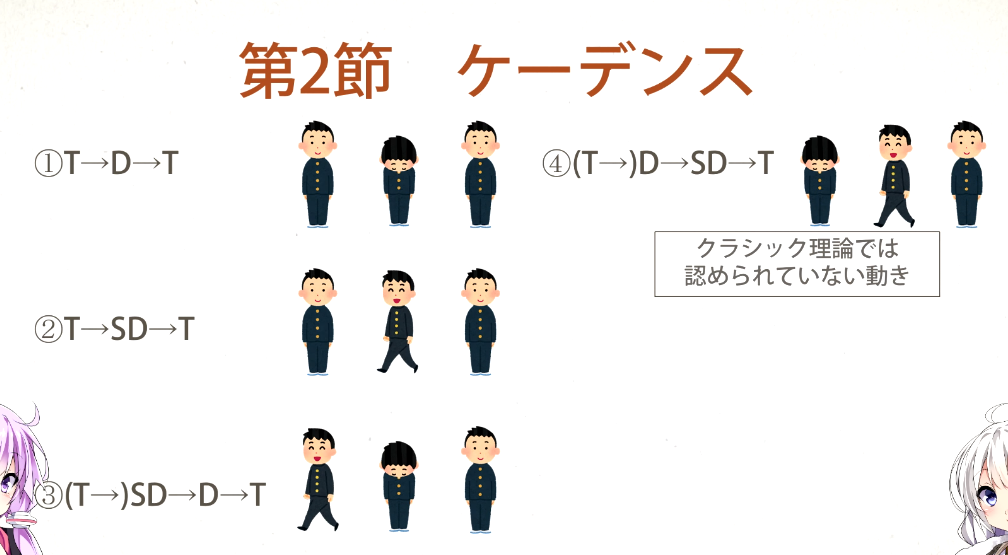 第2節　ケーデンス
①T→D→T
②T→SD→T
③(T→)SD→D→T
④(T→)D→SD→T
クラシック理論では
認められていない動き